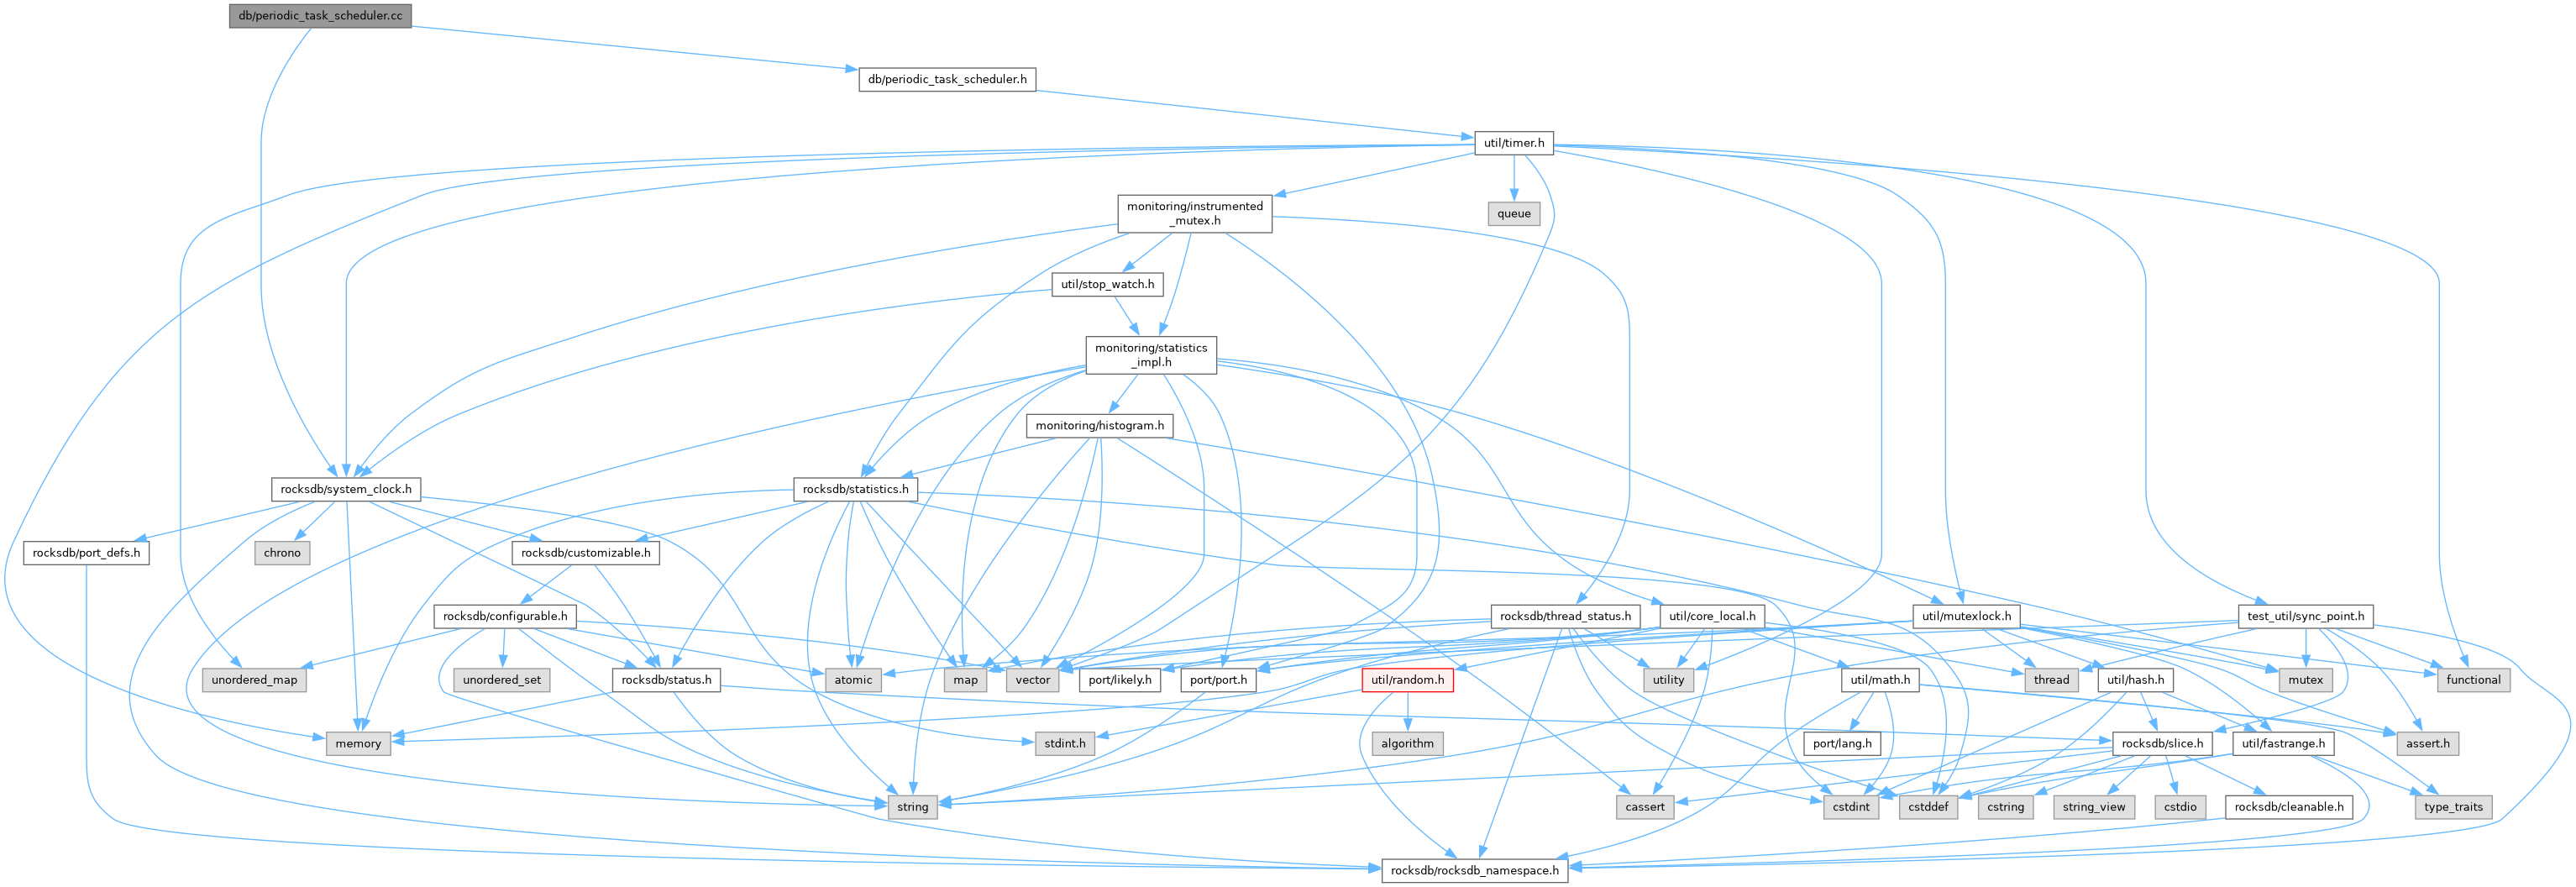 db/periodic_task_scheduler.cc
db/periodic_task_scheduler.h
util/timer.h
monitoring/instrumented
_mutex.h
queue
util/stop_watch.h
monitoring/statistics
_impl.h
monitoring/histogram.h
rocksdb/system_clock.h
rocksdb/statistics.h
rocksdb/port_defs.h
chrono
rocksdb/customizable.h
rocksdb/configurable.h
rocksdb/thread_status.h
util/core_local.h
util/mutexlock.h
test_util/sync_point.h
unordered_map
unordered_set
rocksdb/status.h
atomic
map
vector
port/likely.h
port/port.h
util/random.h
utility
util/math.h
thread
util/hash.h
mutex
functional
memory
stdint.h
algorithm
port/lang.h
rocksdb/slice.h
util/fastrange.h
assert.h
string
cassert
cstdint
cstddef
cstring
string_view
cstdio
rocksdb/cleanable.h
type_traits
rocksdb/rocksdb_namespace.h